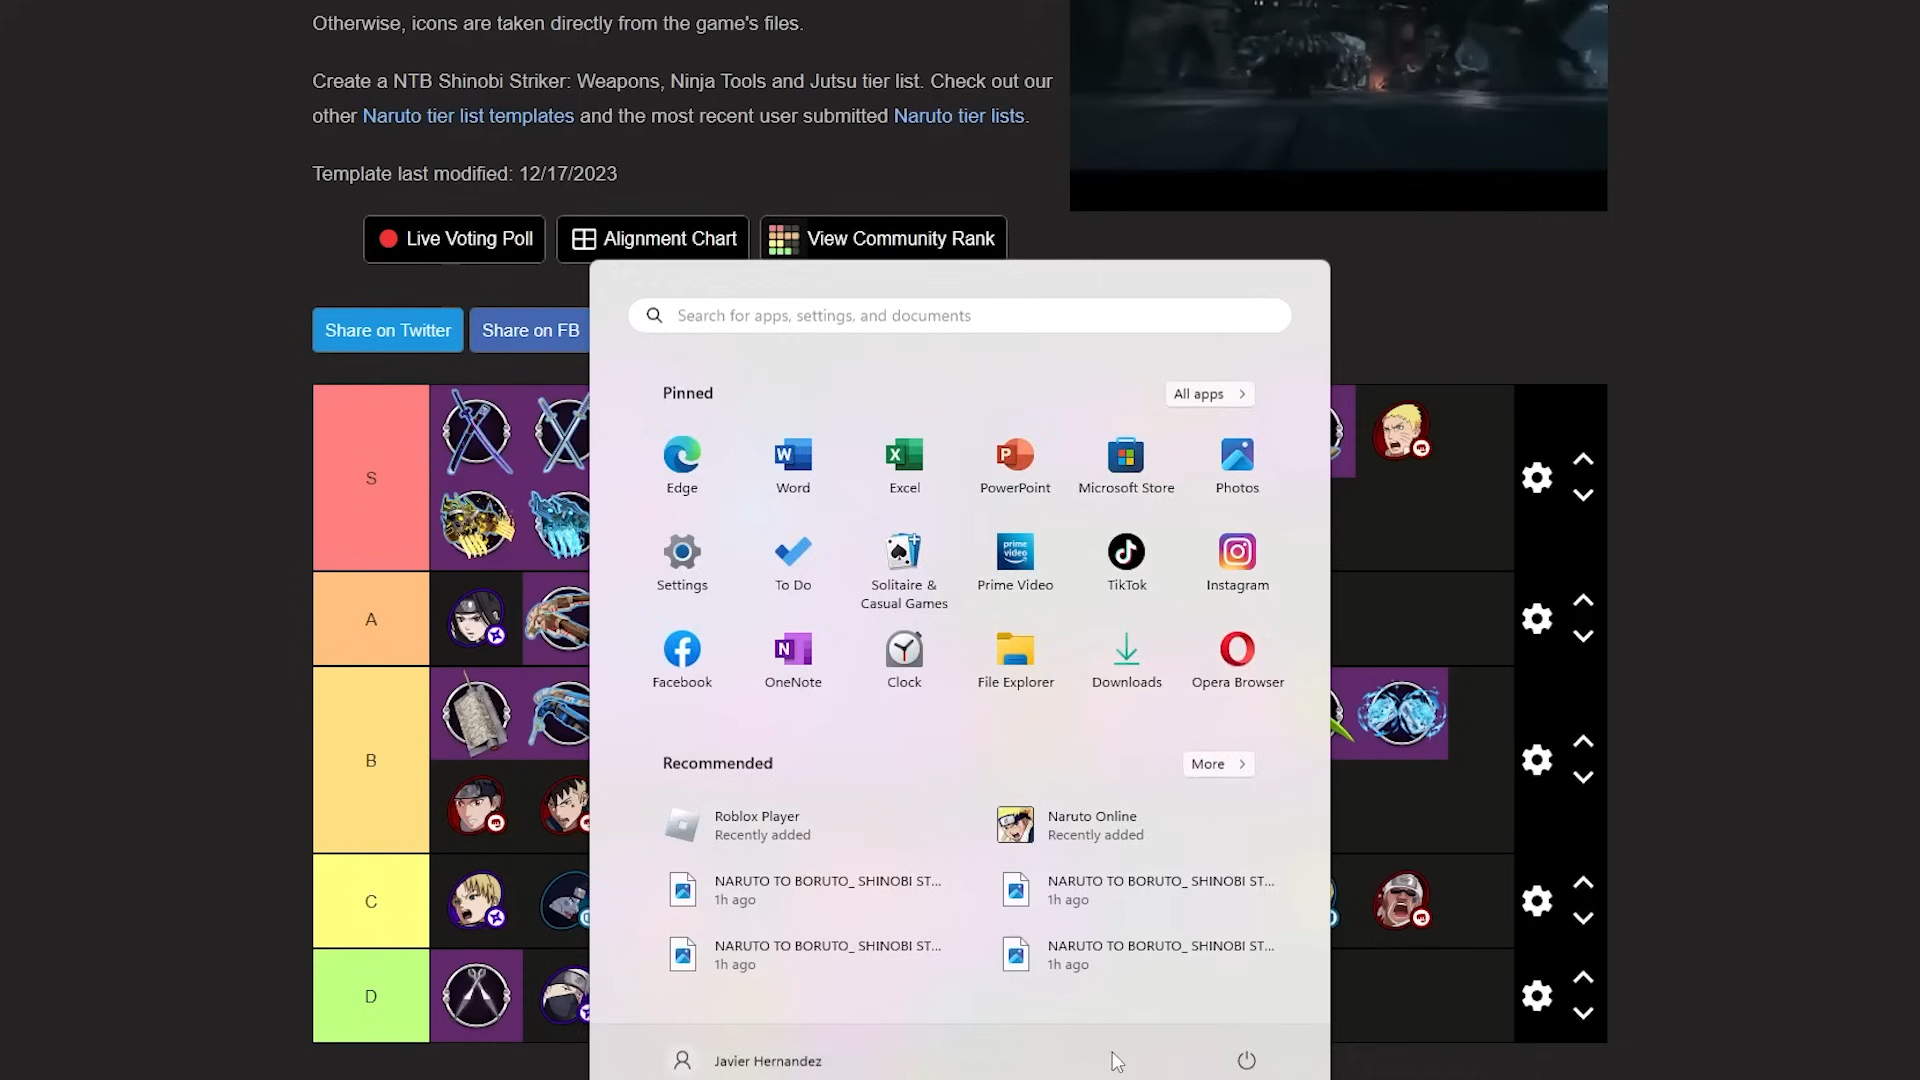 Otherwise, icons are taken directly from the game's files.
Create a NTB Shinobi Striker: Weapons, Ninja Tools and Jutsu tier list. Check out our
other Naruto tier list templates and the most recent user submitted Naruto tier lists.
Template last modified: 12/17/2023
Live Voting Poll
Alignment Chart
View Community Rank
Share on Twitter
Share on FB
Search for apps, settings, and documents
Pinned
All apps
Edge
Word
Excel
PowerPoint
Microsoft Store
Photos
Settings
To Do
Solitaire &
Casual Games
prime
video
Prime Video
TikTok
Instagram
Facebook
OneNote
Clock
File Explorer
Downloads
Opera Browser
Recommended
More
Roblox Player
Recently added
Naruto Online
Recently added
NARUTO TO BORUTO_ SHINOBI ST...
1h ago
NARUTO TO BORUTO_ SHINOBI ST...
1h ago
NARUTO TO BORUTO_ SHINOBI ST...
1h ago
NARUTO TO BORUTO_ SHINOBI ST...
1h ago
Javier Hernandez
S
A
B
C
D